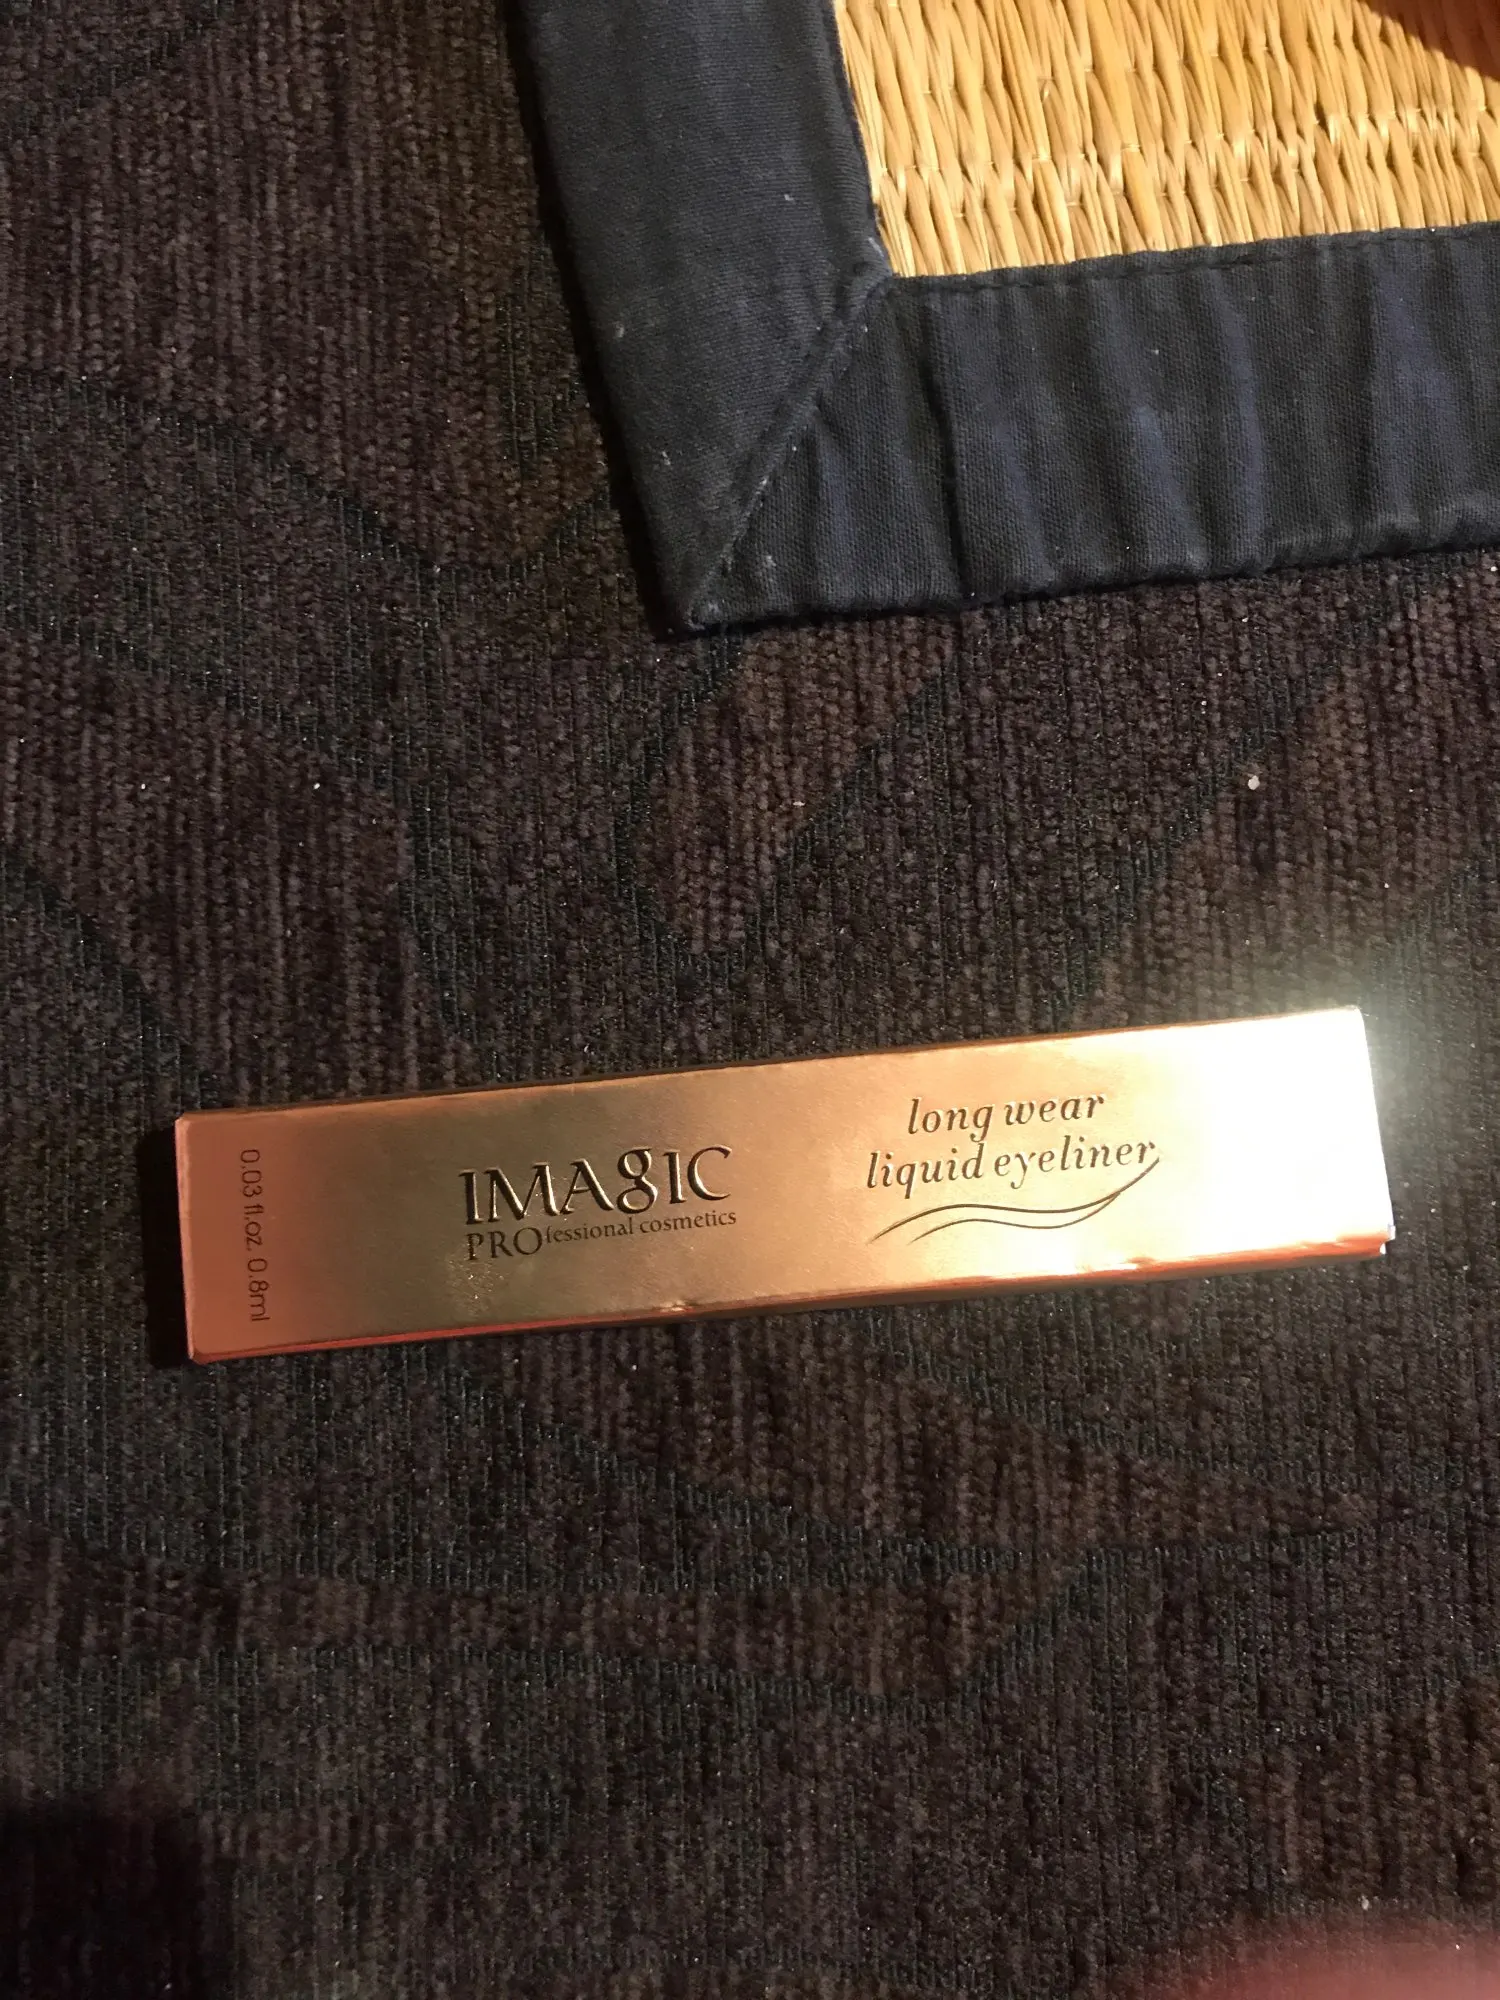 IMAGIC
PROfessional cosmetics
long wear
liquid eyeliner
0.03 fl.oz. 0.8ml